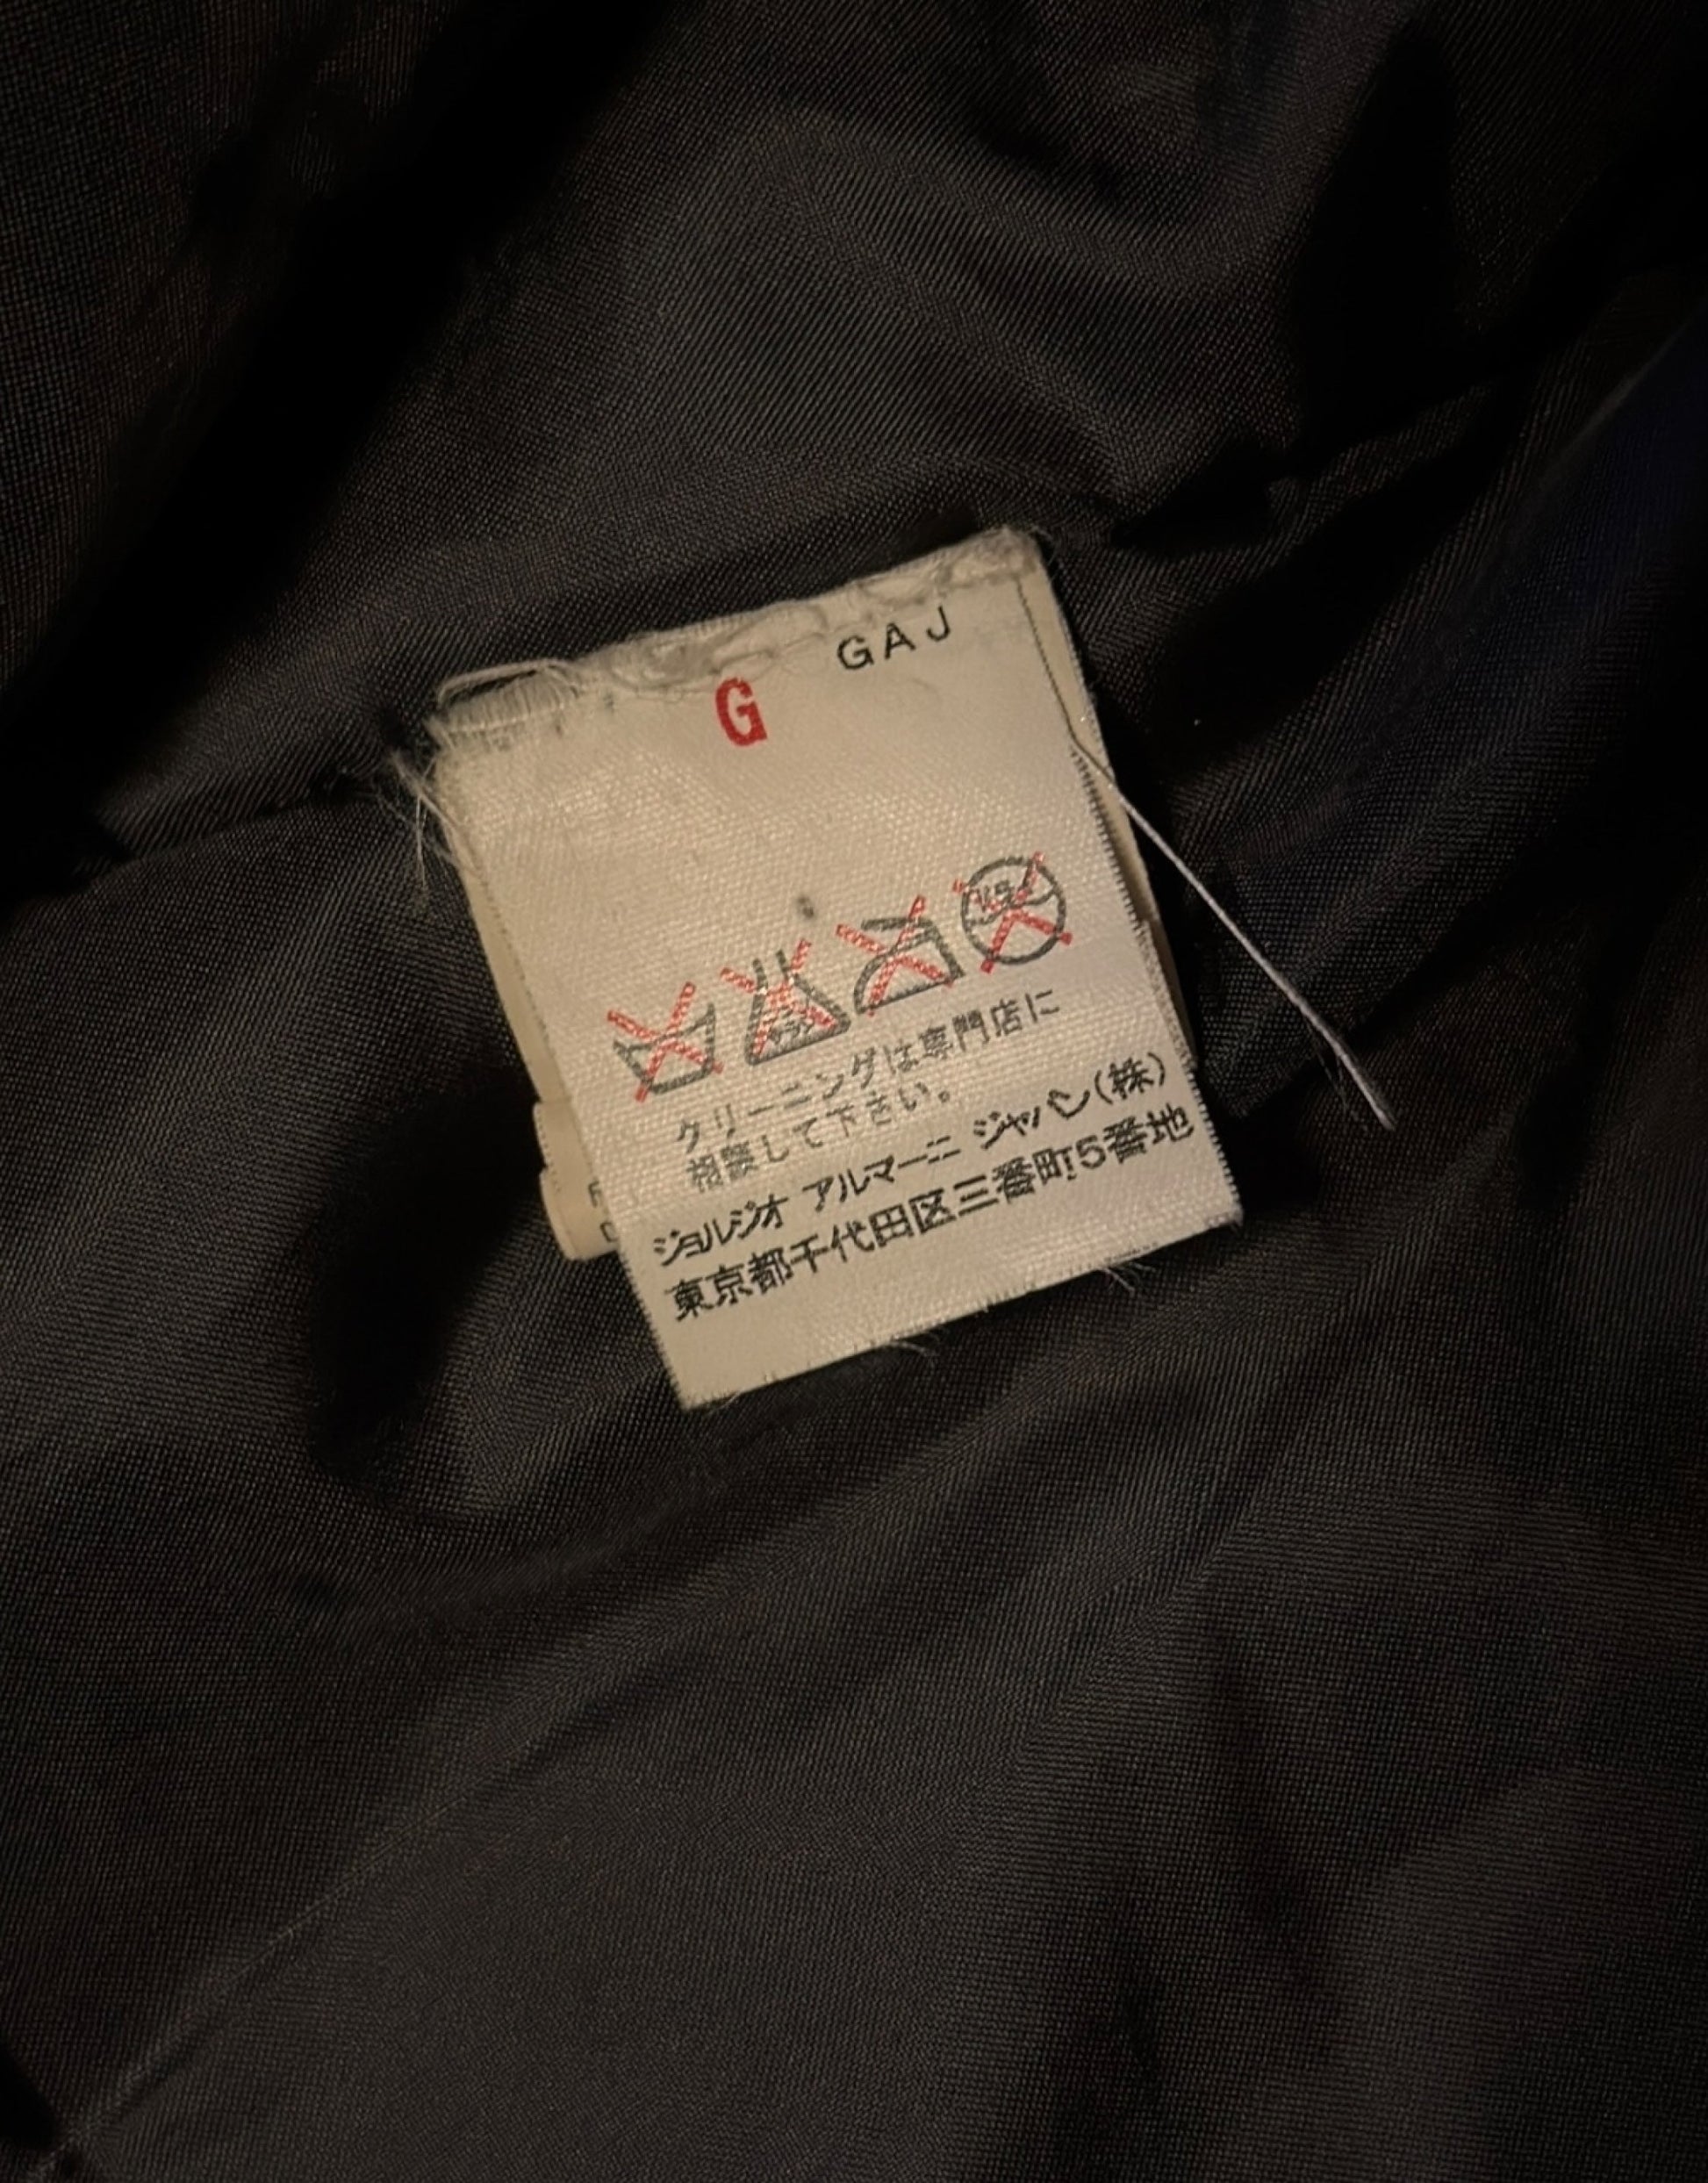 GAJ
G
クリーニングは専門店に
相談して下さい。
ジョルジオ アルマーニ ジャパン(株)
東京都千代田区三番町5番地